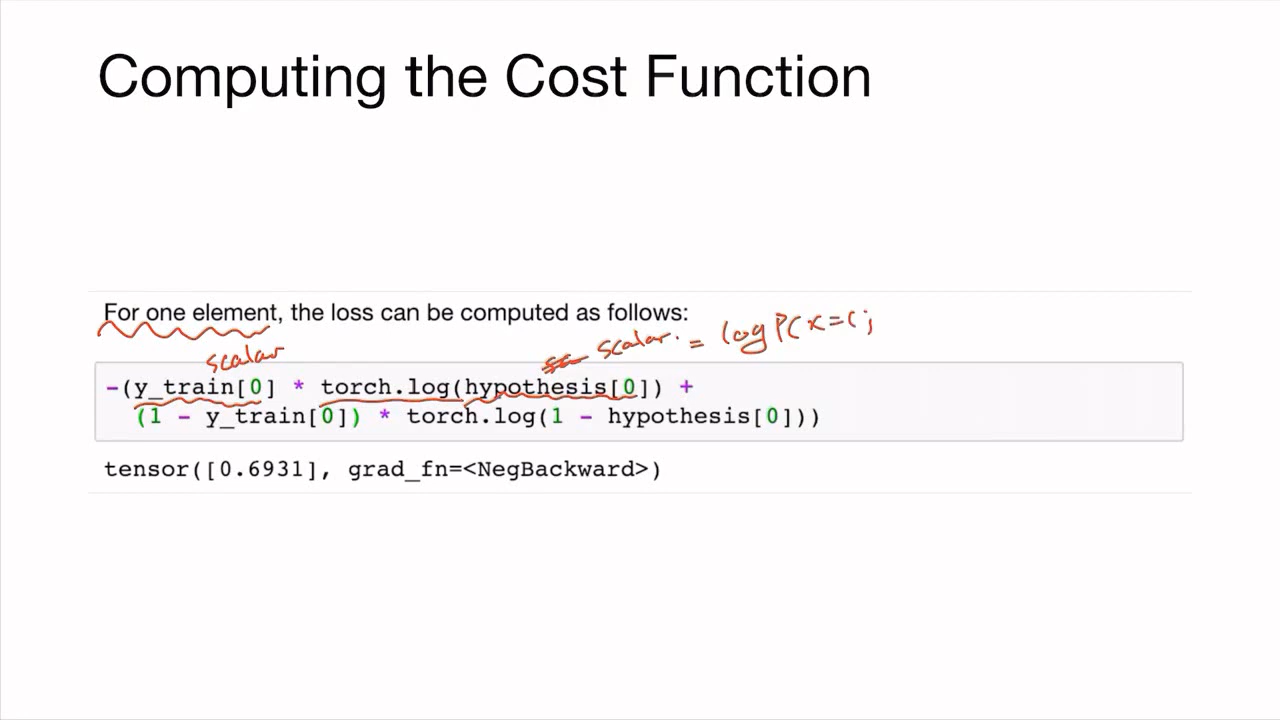 Computing the Cost Function
For one element, the loss can be computed as follows:
scalar
scalar. = log P(x=1;
-(y_train[0] * torch.log(hypothesis[0]) +
(1 - y_train[0]) * torch.log(1 - hypothesis[0]))
tensor([0.6931], grad_fn=<NegBackward>)